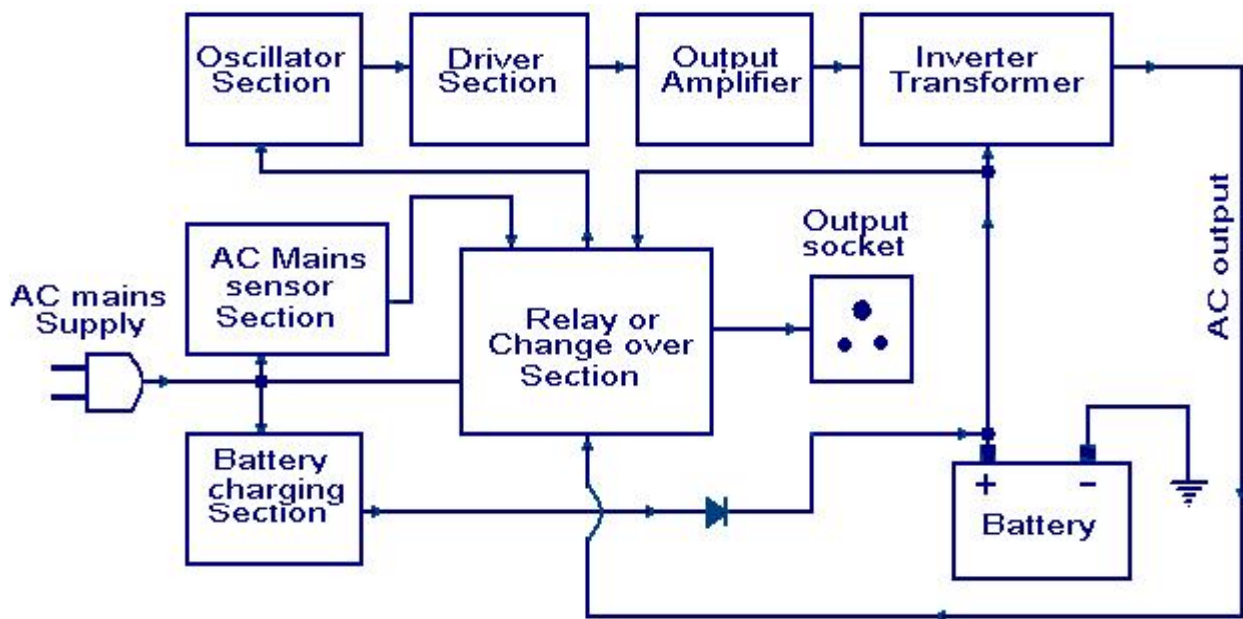 Oscillator
Section
Driver
Section
Output
Amplifier
Inverter
Transformer
AC Mains
sensor
Section
Output
socket
AC output
AC mains
Supply
Relay or
Change over
Section
Battery
charging
Section
+ -
Battery